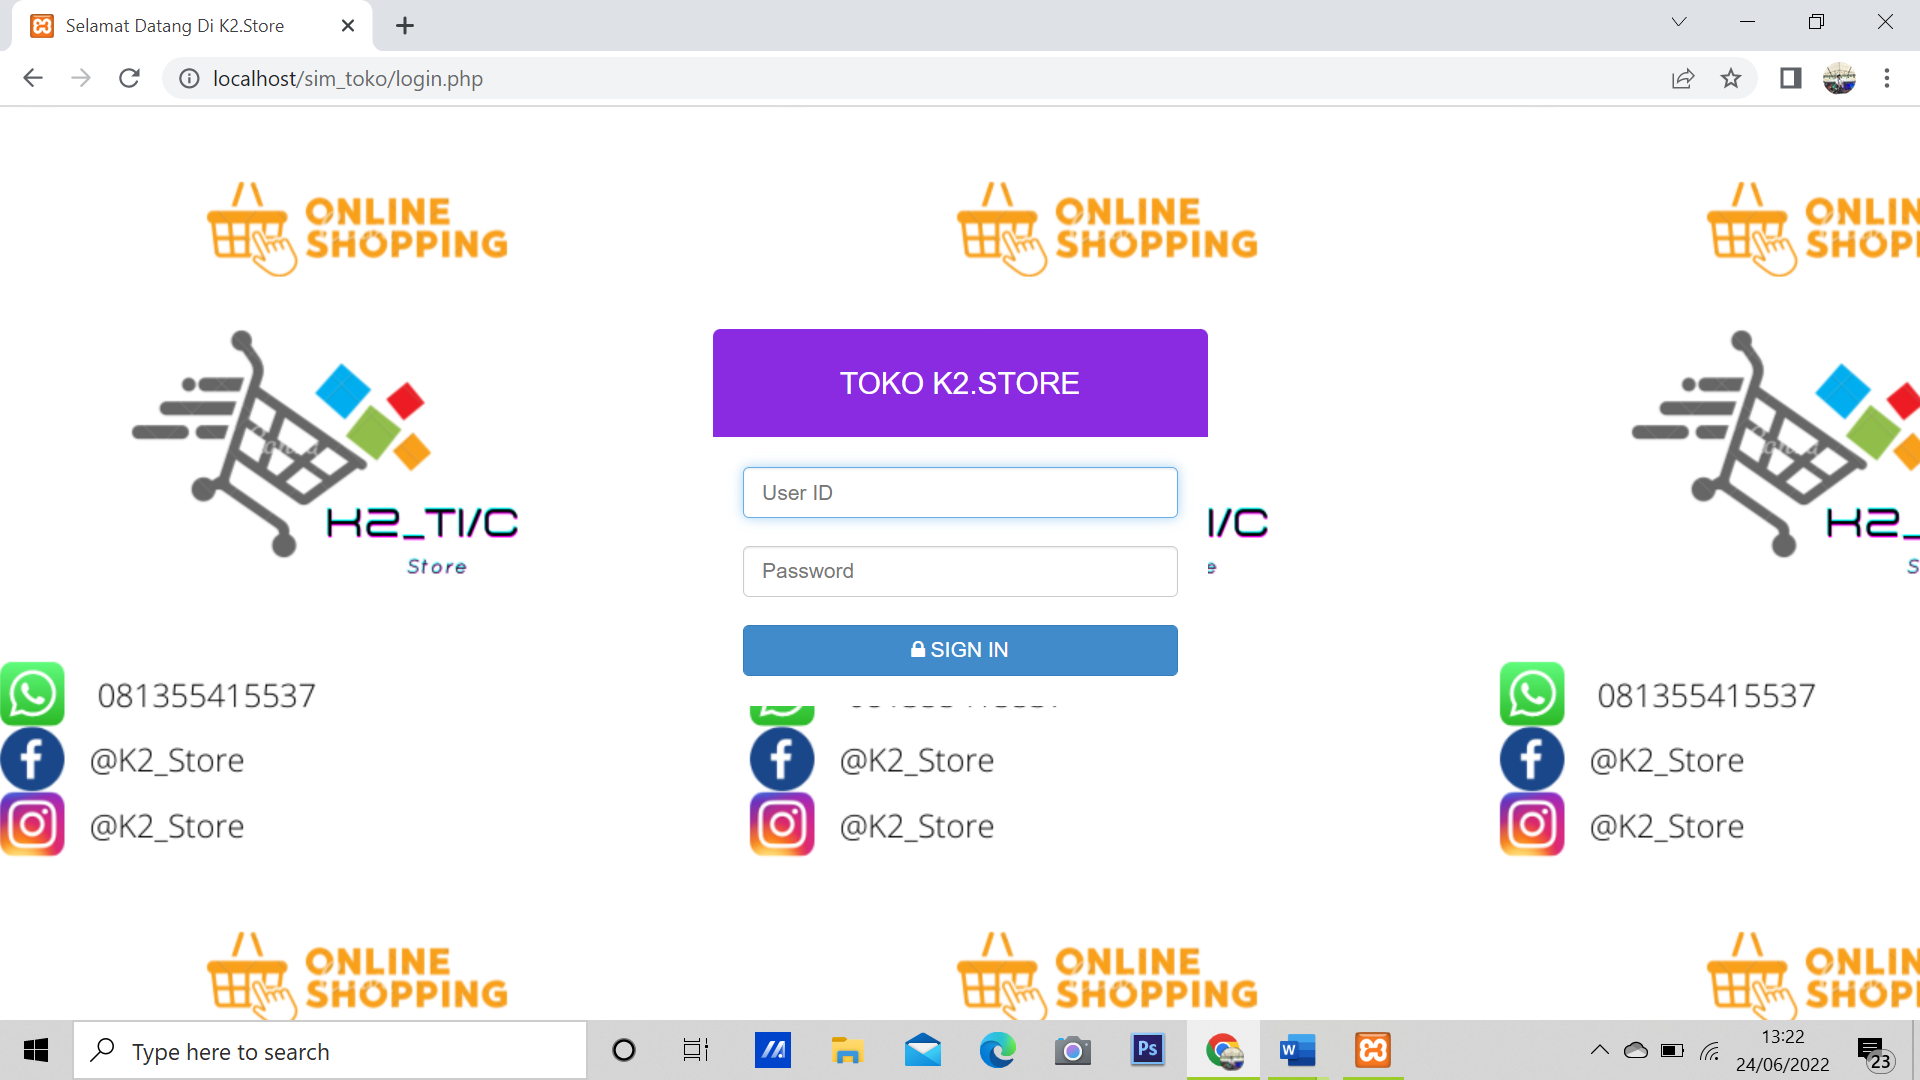 Selamat Datang Di K2.Store
localhost/sim_toko/login.php
ONLINE
SHOPPING
ONLINE
SHOPPING
ONLIN
SHOPP
TOKO K2.STORE
User ID
Password
SIGN IN
K2_TI/C
Store
I/C
e
K2_
S
081355415537
@K2_Store
@K2_Store
@K2_Store
@K2_Store
081355415537
@K2_Store
@K2_Store
ONLINE
SHOPPING
ONLINE
SHOPPING
ONLIN
SHOPP
Type here to search
Ps
W
13:22
24/06/2022
23